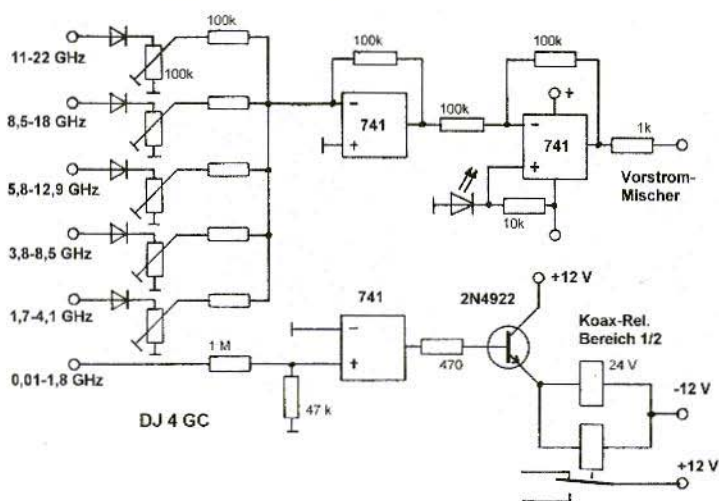 11-22 GHz
100k
100k
8,5-18 GHz
5,8-12,9 GHz
3,8-8,5 GHz
1,7-4,1 GHz
0,01-1,8 GHz
1 M
47 k
DJ 4 GC
100k
-
741
+
100k
100k
+
-
741
+
10k
1k
Vorstrom-
Mischer
741
-
+
470
2N4922
+12 V
Koax-Rel.
Bereich 1/2
24 V
-12 V
+12 V